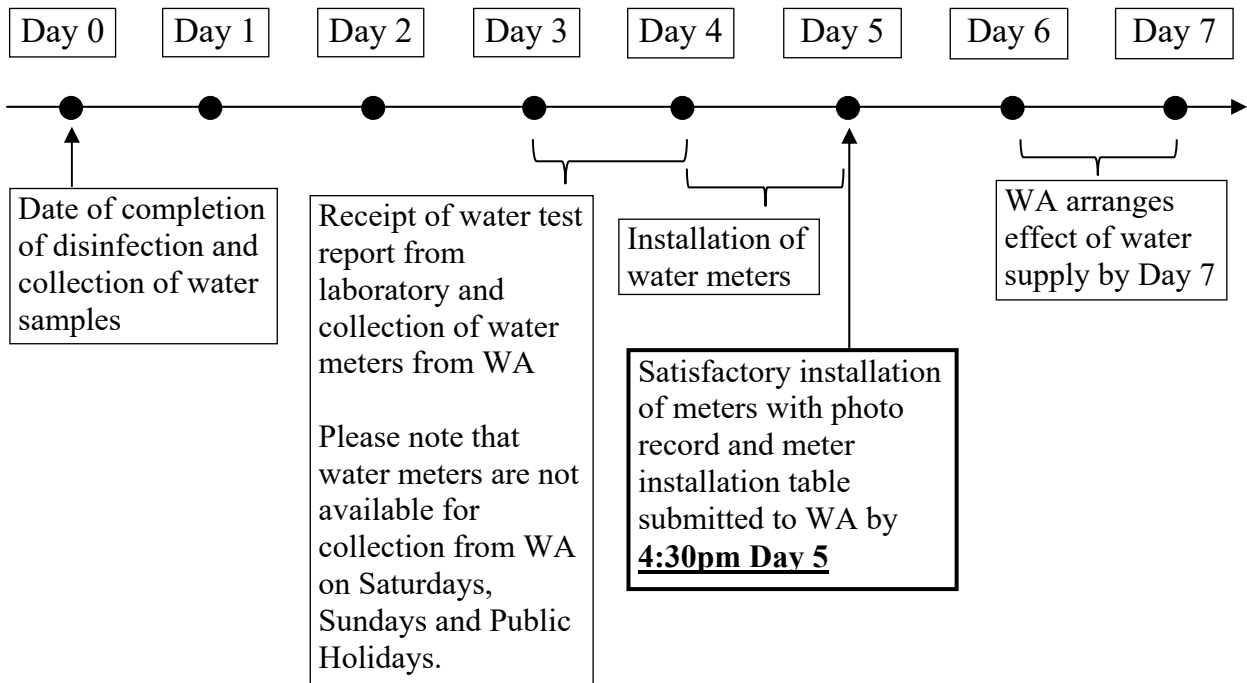 Day 0
Day 1
Day 2
Day 3
Day 4
Day 5
Day 6
Day 7
Date of completion
of disinfection and
collection of water
samples
Receipt of water test
report from
laboratory and
collection of water
meters from WA
Please note that
water meters are not
available for
collection from WA
on Saturdays,
Sundays and Public
Holidays.
Installation of
water meters
Satisfactory installation
of meters with photo
record and meter
installation table
submitted to WA by
4:30pm Day 5
WA arranges
effect of water
supply by Day 7